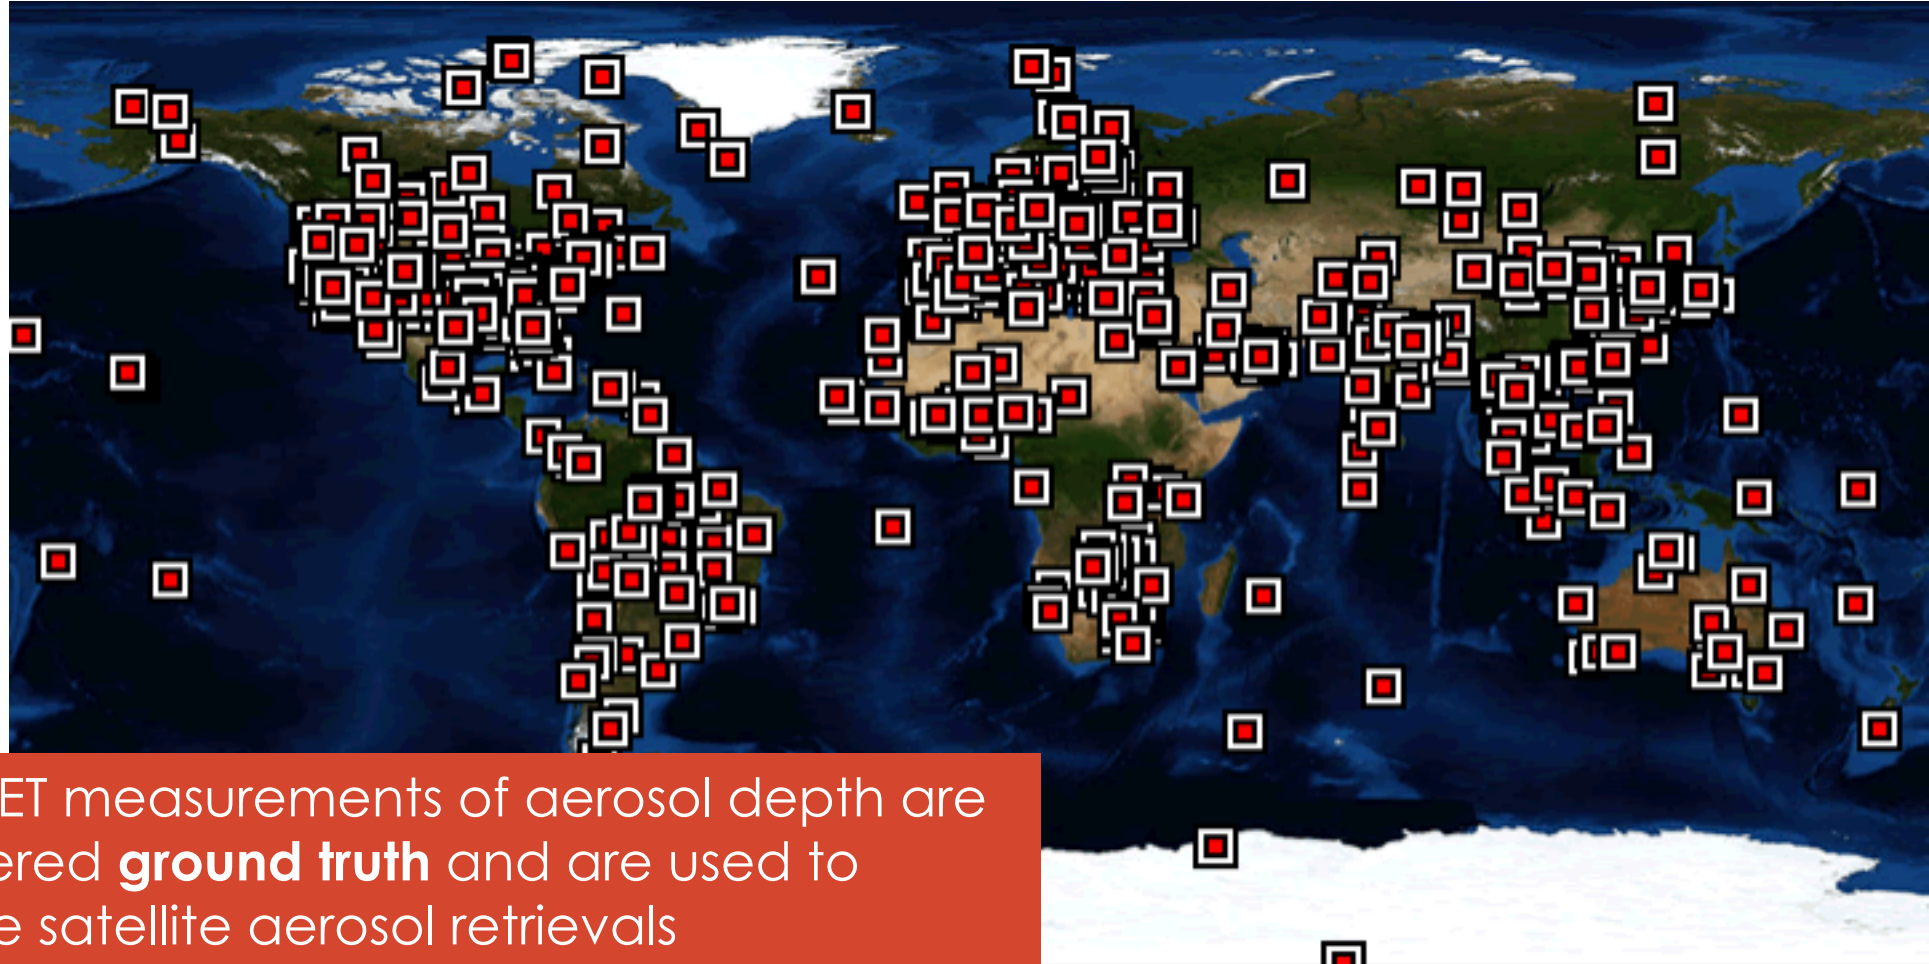 ET measurements of aerosol depth are
ered ground truth and are used to
e satellite aerosol retrievals